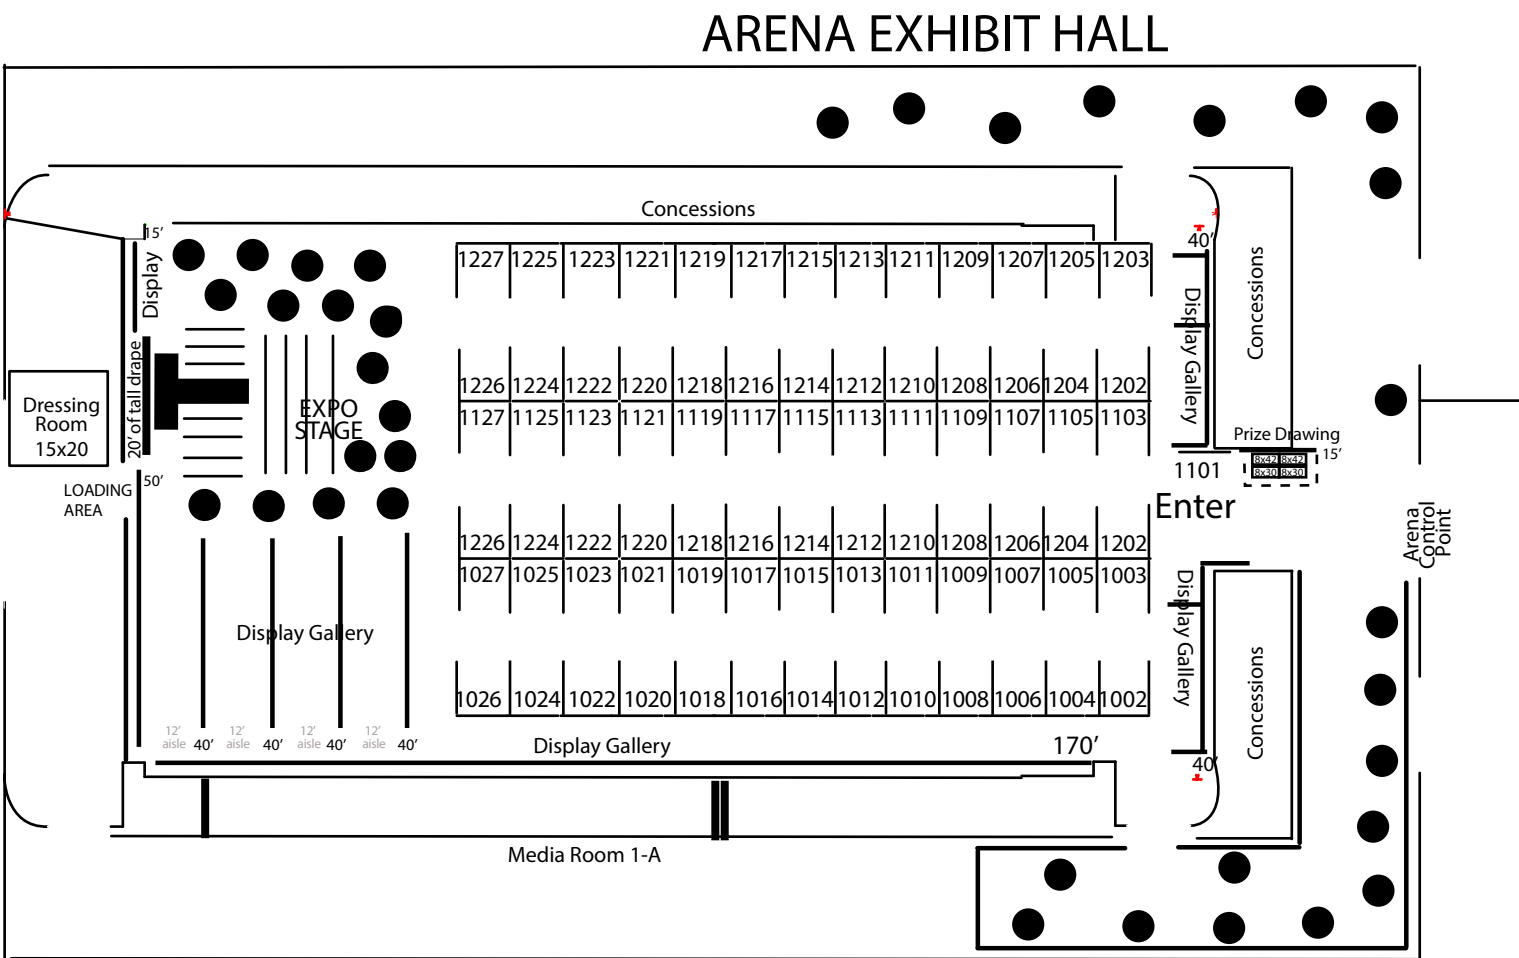 ARENA EXHIBIT HALL
Concessions
15'
40'
Display
1227 1225 1223 1221 1219 1217 1215 1213 1211 1209 1207 1205 1203
Display Gallery
Concessions
20' of tall drape
1226 1224 1222 1220 1218 1216 1214 1212 1210 1208 1206 1204 1202
1127 1125 1123 1121 1119 1117 1115 1113 1111 1109 1107 1105 1103
Dressing
Room
15x20
EXPO
STAGE
Prize Drawing
15'
8x42 8x42
8x30 8x30
1101
50'
LOADING
AREA
Enter
Arena
Control
Point
1226 1224 1222 1220 1218 1216 1214 1212 1210 1208 1206 1204 1202
1027 1025 1023 1021 1019 1017 1015 1013 1011 1009 1007 1005 1003
Display Gallery
Display Gallery
Concessions
1026 1024 1022 1020 1018 1016 1014 1012 1010 1008 1006 1004 1002
12' 12' 12' 12'
aisle 40' aisle 40' aisle 40' aisle 40'
Display Gallery
170'
40'
Media Room 1-A